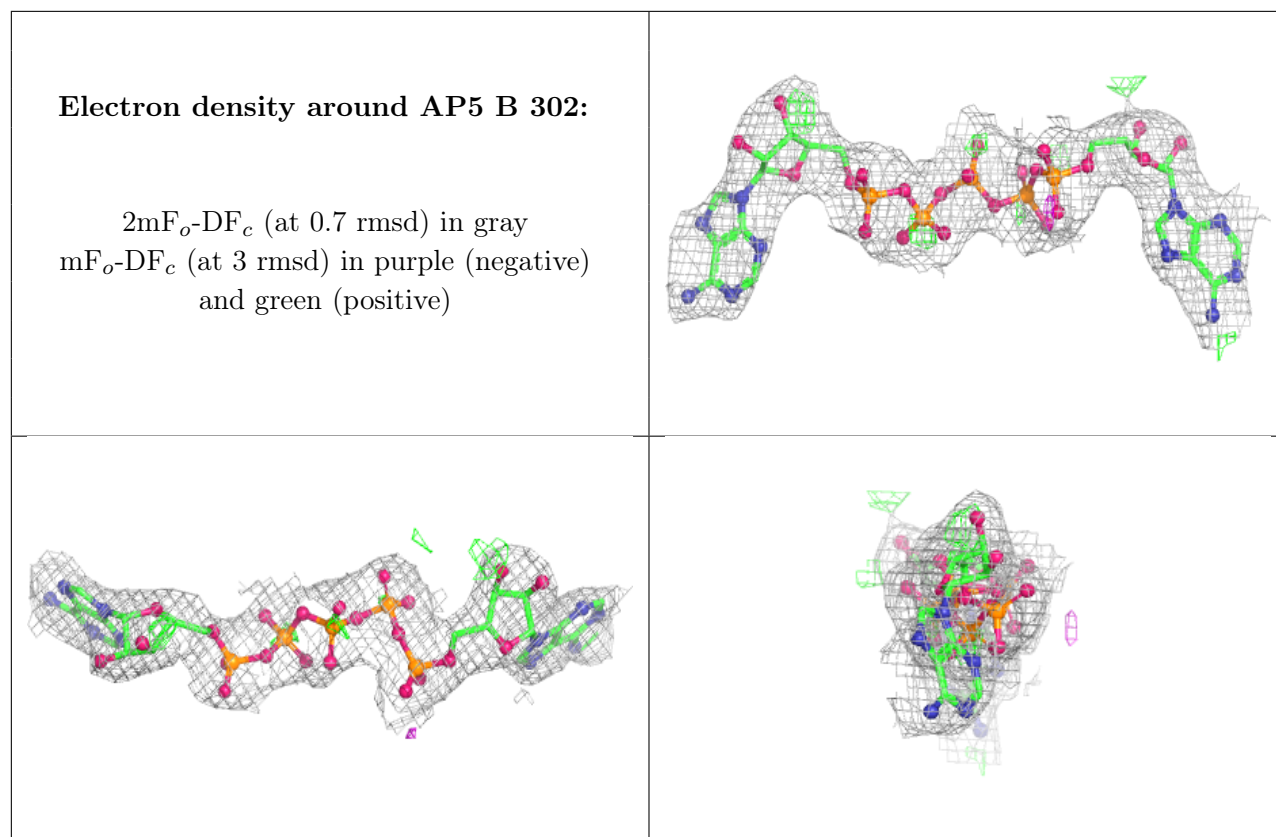 Electron density around AP5 B 302:
2mFo-DFc (at 0.7 rmsd) in gray
mFo-DFc (at 3 rmsd) in purple (negative)
and green (positive)